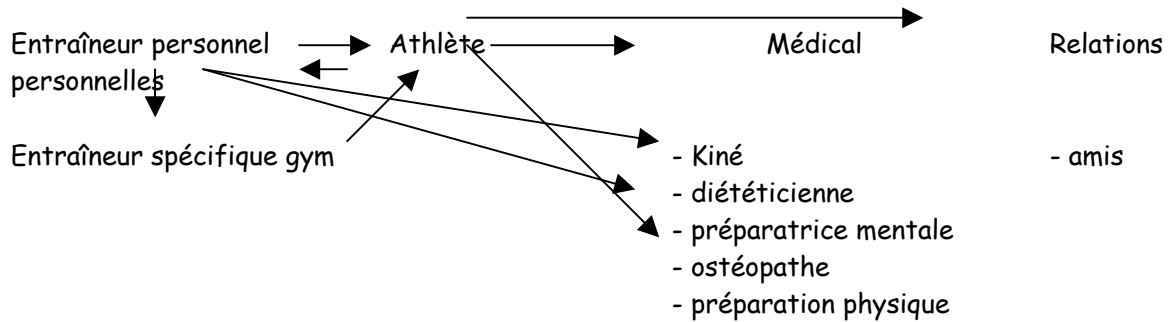 Entraîneur personnel Athlète Médical Relations
personnelles
Entraîneur spécifique gym - Kiné - amis
- diététicienne
- préparatrice mentale
- ostéopathe
- préparation physique